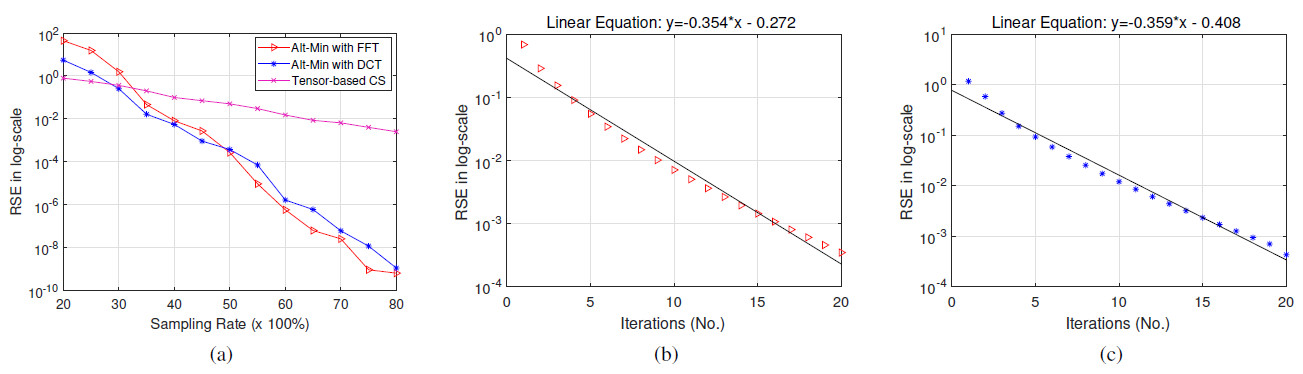 10^2
10^0
10^-2
10^-4
10^-6
10^-8
10^-10
RSE in log-scale
Alt-Min with FFT
Alt-Min with DCT
Tensor-based CS
20 30 40 50 60 70 80
Sampling Rate (x 100%)
(a)
Linear Equation: y=-0.354*x - 0.272
10^0
10^-1
10^-2
10^-3
10^-4
RSE in log-scale
0 5 10 15 20
Iterations (No.)
(b)
Linear Equation: y=-0.359*x - 0.408
10^1
10^0
10^-1
10^-2
10^-3
10^-4
RSE in log-scale
0 5 10 15 20
Iterations (No.)
(c)